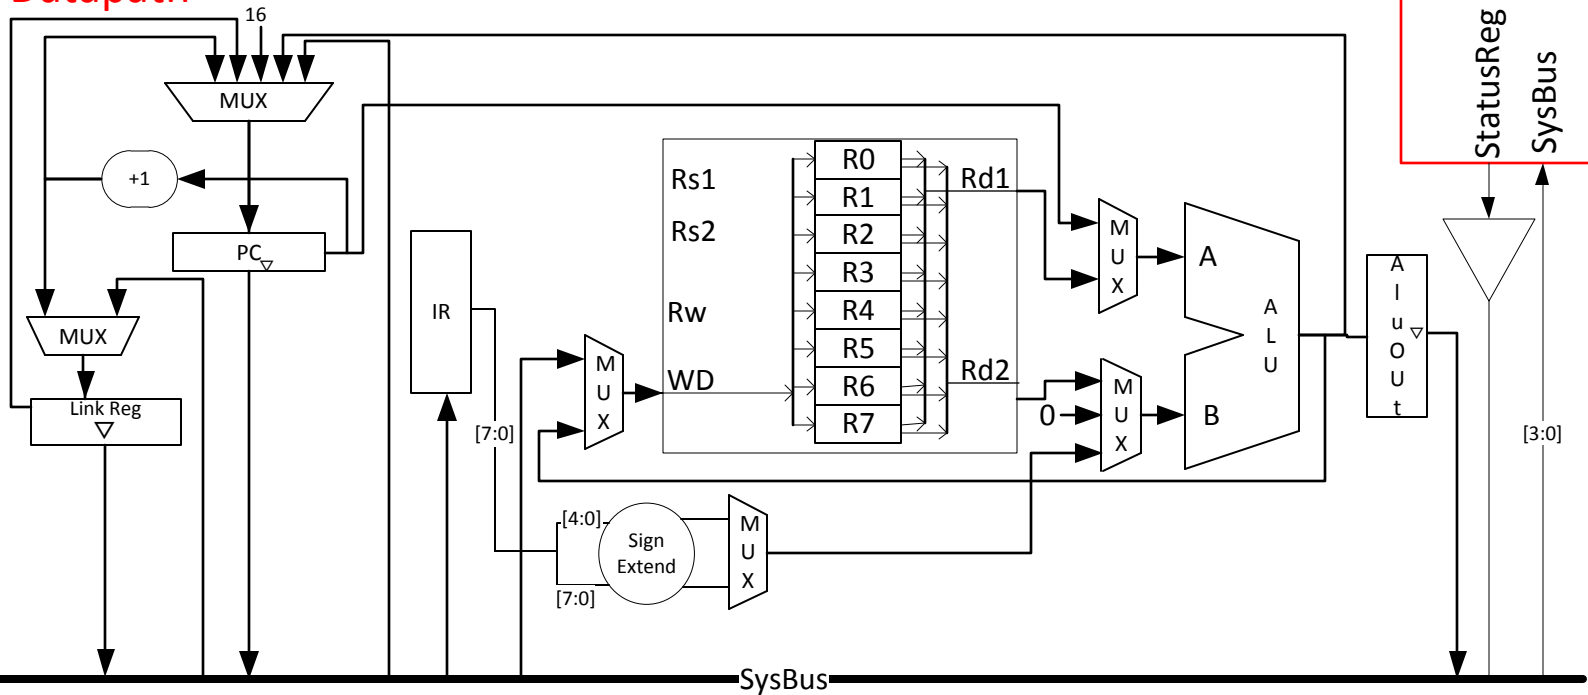 Datapath
16
MUX
+1
PC
MUX
Link Reg
IR
[7:0]
MUX
Rs1
Rs2
Rw
WD
R0
R1
R2
R3
R4
R5
R6
R7
Rd1
Rd2
MUX
0
MUX
A
B
ALU
AluOUt
StatusReg
SysBus
[3:0]
[4:0]
Sign
Extend
[7:0]
MUX
SysBus